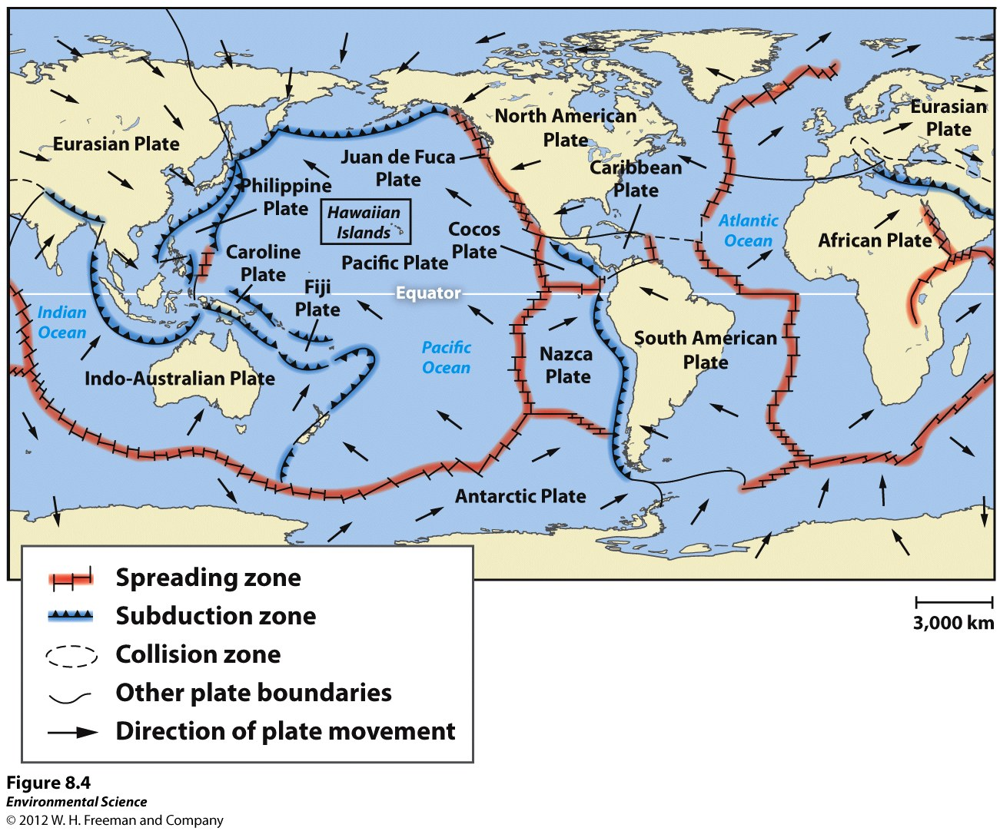 North American
Plate
Eurasian
Plate
Eurasian Plate
Juan de Fuca
Plate
Caribbean
Plate
Philippine
Plate
Hawaiian
Islands
Cocos
Plate
Atlantic
Ocean
African Plate
Caroline
Plate
Pacific Plate
Fiji
Plate
Equator
Indian
Ocean
South American
Plate
Pacific
Ocean
Nazca
Plate
Indo-Australian Plate
Antarctic Plate
Spreading zone
Subduction zone
Collision zone
Other plate boundaries
Direction of plate movement
3,000 km
Figure 8.4
Environmental Science
© 2012 W. H. Freeman and Company